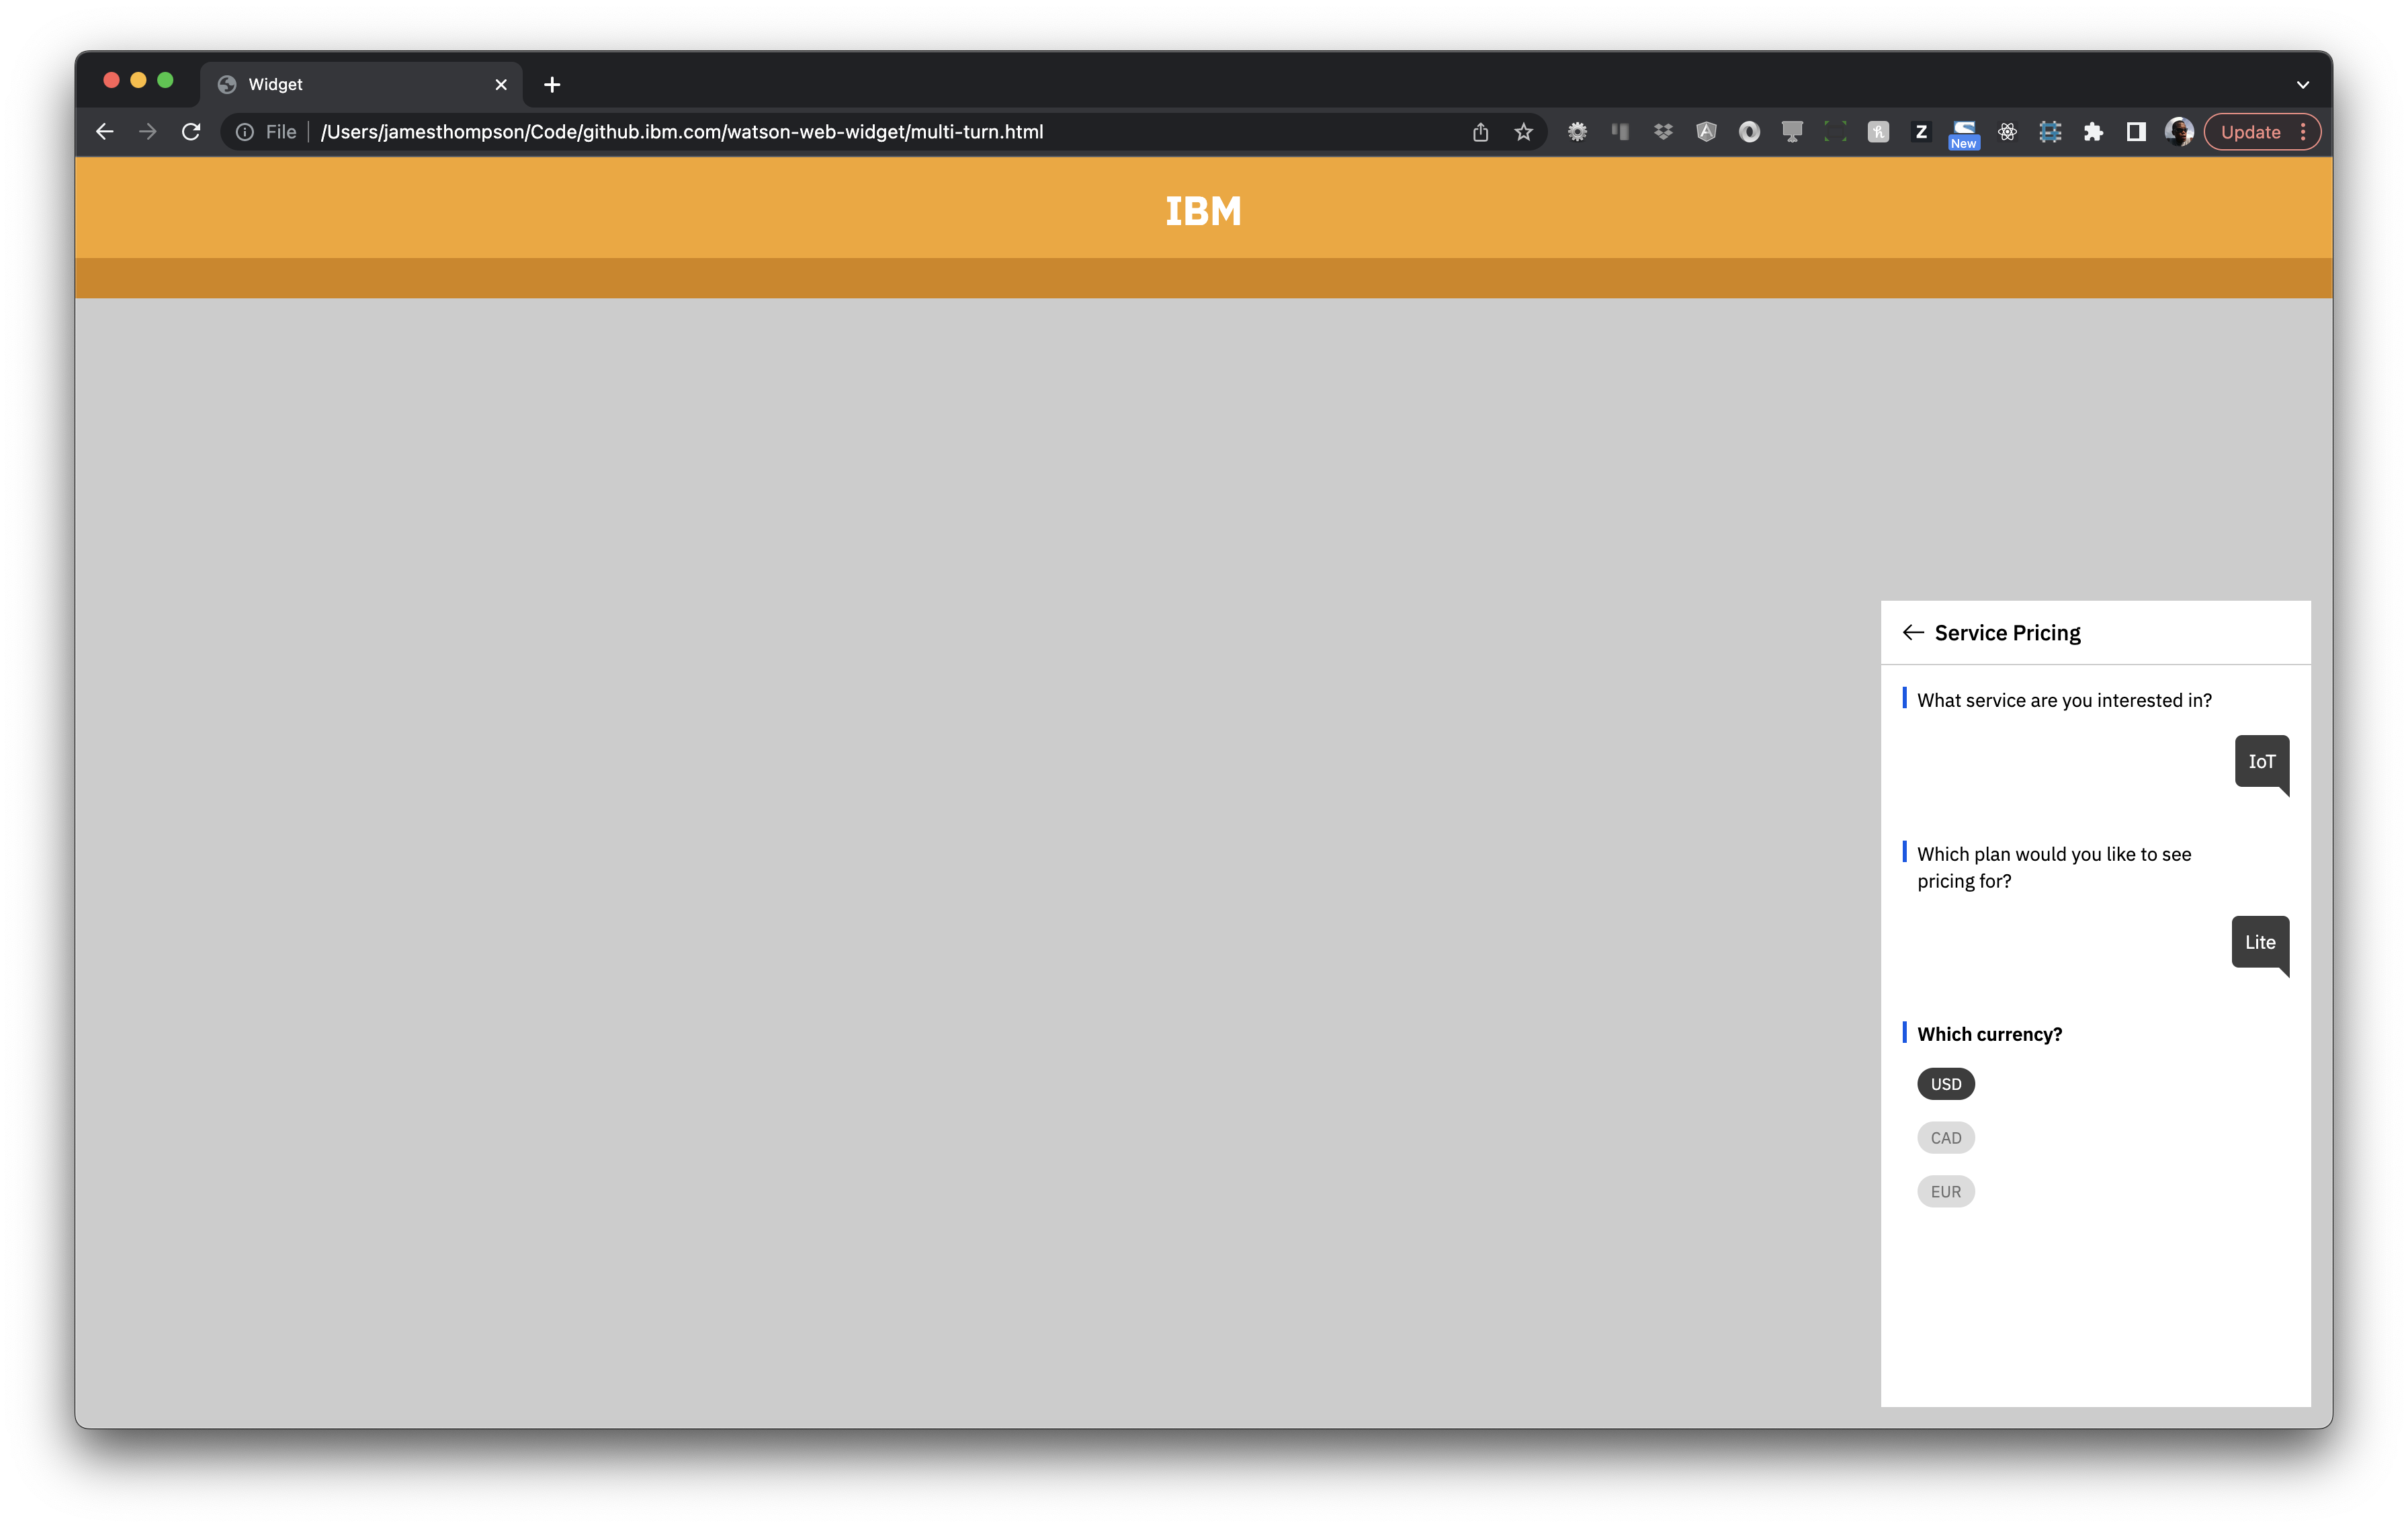 Widget
File
/Users/jamesthompson/Code/github.ibm.com/watson-web-widget/multi-turn.html
Z
New
Update
IBM
Service Pricing
What service are you interested in?
IoT
Which plan would you like to see
pricing for?
Lite
Which currency?
USD
CAD
EUR